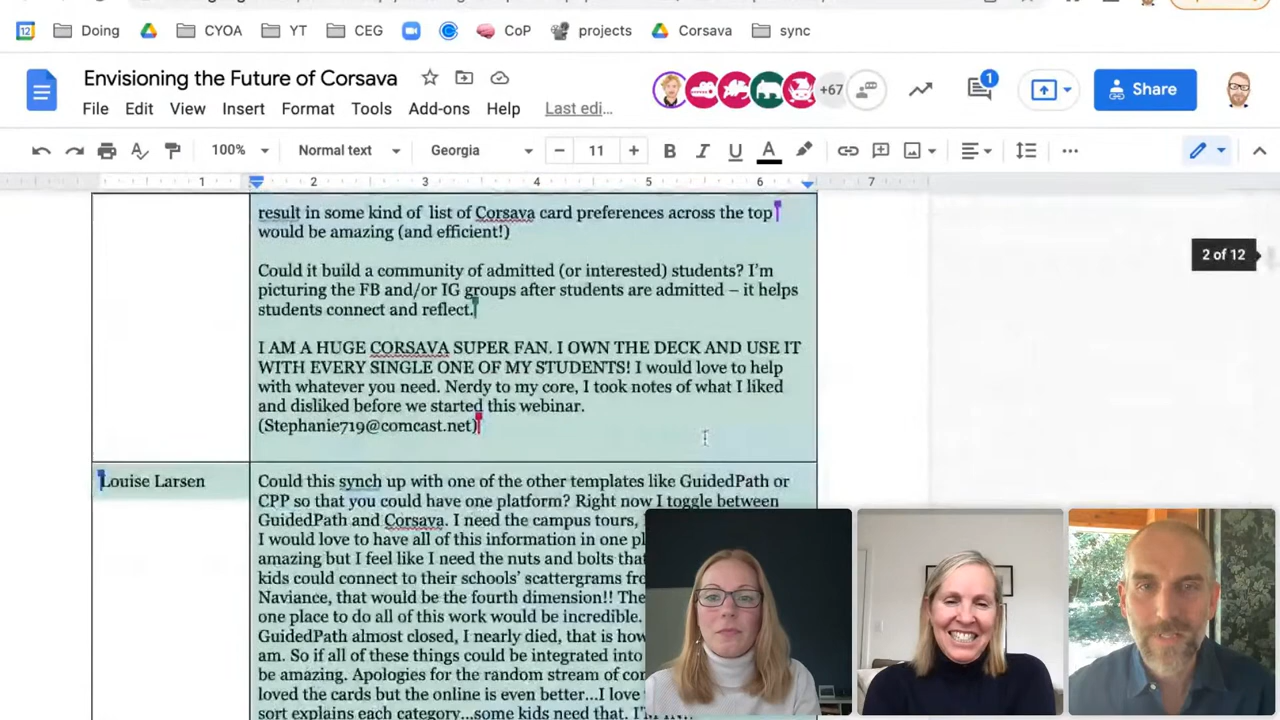 Doing
CYOA
YT
CEG
CoP
projects
Corsava
sync
Envisioning the Future of Corsava
+67
1
Share
File Edit View Insert Format Tools Add-ons Help Last edi...
100% Normal text Georgia 11
1 2 3 4 5 6 7
2 of 12
result in some kind of list of Corsava card preferences across the top
would be amazing (and efficient!)
Could it build a community of admitted (or interested) students? I'm
picturing the FB and/or IG groups after students are admitted – it helps
students connect and reflect.
I AM A HUGE CORSAVA SUPER FAN. I OWN THE DECK AND USE IT
WITH EVERY SINGLE ONE OF MY STUDENTS! I would love to help
with whatever you need. Nerdy to my core, I took notes of what I liked
and disliked before we started this webinar.
(Stephanie719@comcast.net)
Louise Larsen
Could this synch up with one of the other templates like GuidedPath or
CPP so that you could have one platform? Right now I toggle between
GuidedPath and Corsava. I need the campus tours,
I would love to have all of this information in one pl
amazing but I feel like I need the nuts and bolts that
kids could connect to their schools' scattergrams fro
Naviance, that would be the fourth dimension!! The
one place to do all of this work would be incredible.
GuidedPath almost closed, I nearly died, that is how
am. So if all of these things could be integrated into
be amazing. Apologies for the random stream of con
loved the cards but the online is even better...I love
sort explains each category...some kids need that.